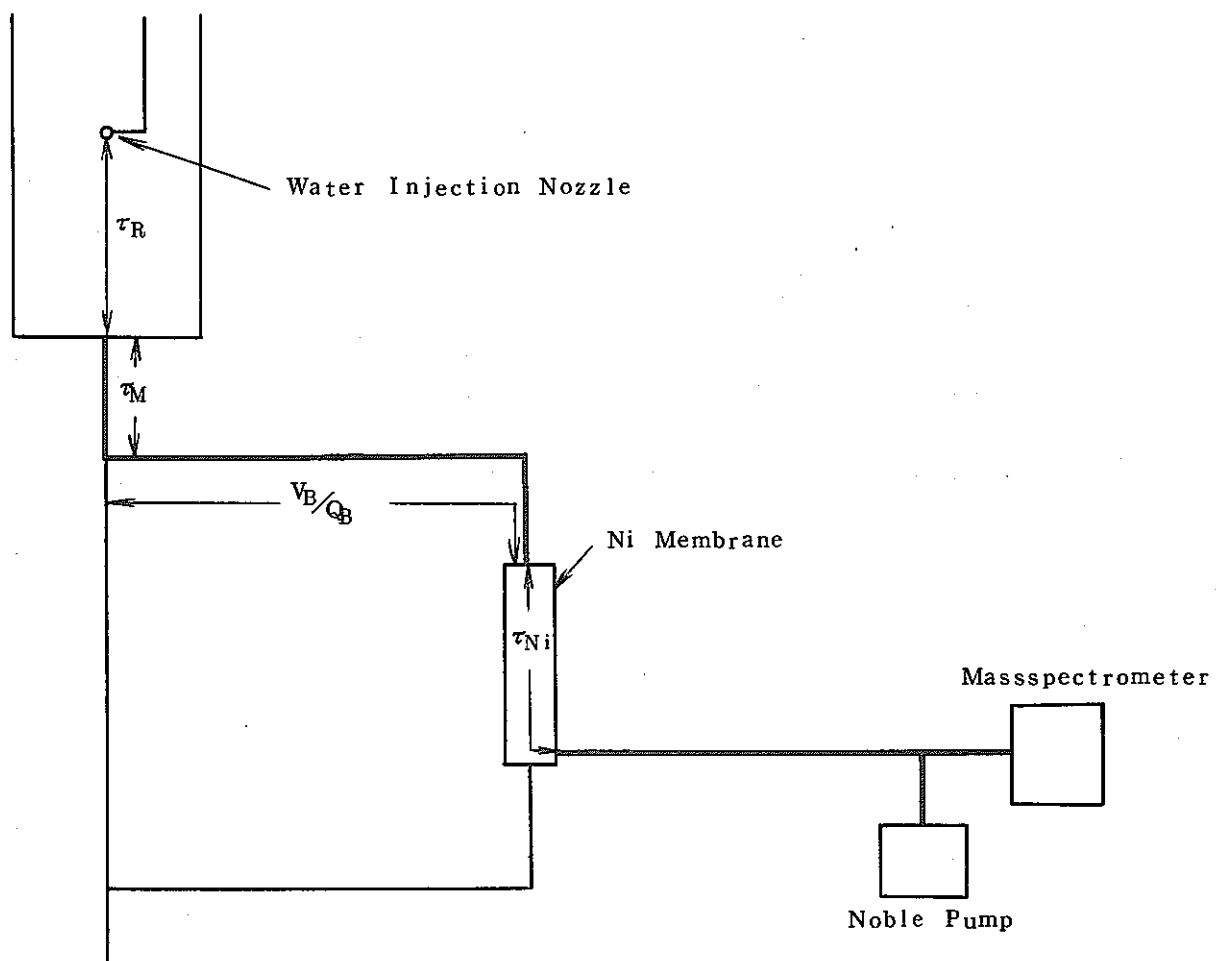 Water Injection Nozzle
τR
τM
VB/QB
Ni Membrane
τNi
Massspectrometer
Noble Pump